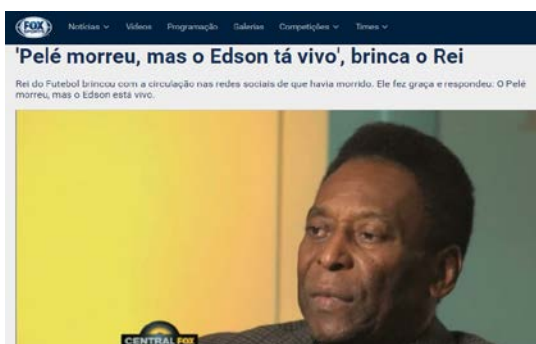 FOX SPORTS Notícias Videos Programação Galerias Competições Times
'Pelé morreu, mas o Edson tá vivo', brinca o Rei
Rei do Futebol brincou com a circulação nas redes sociais de que havia morrido. Ele fez graça e respondeu: O Pelé
morreu, mas o Edson está vivo.
CENTRAL FOX